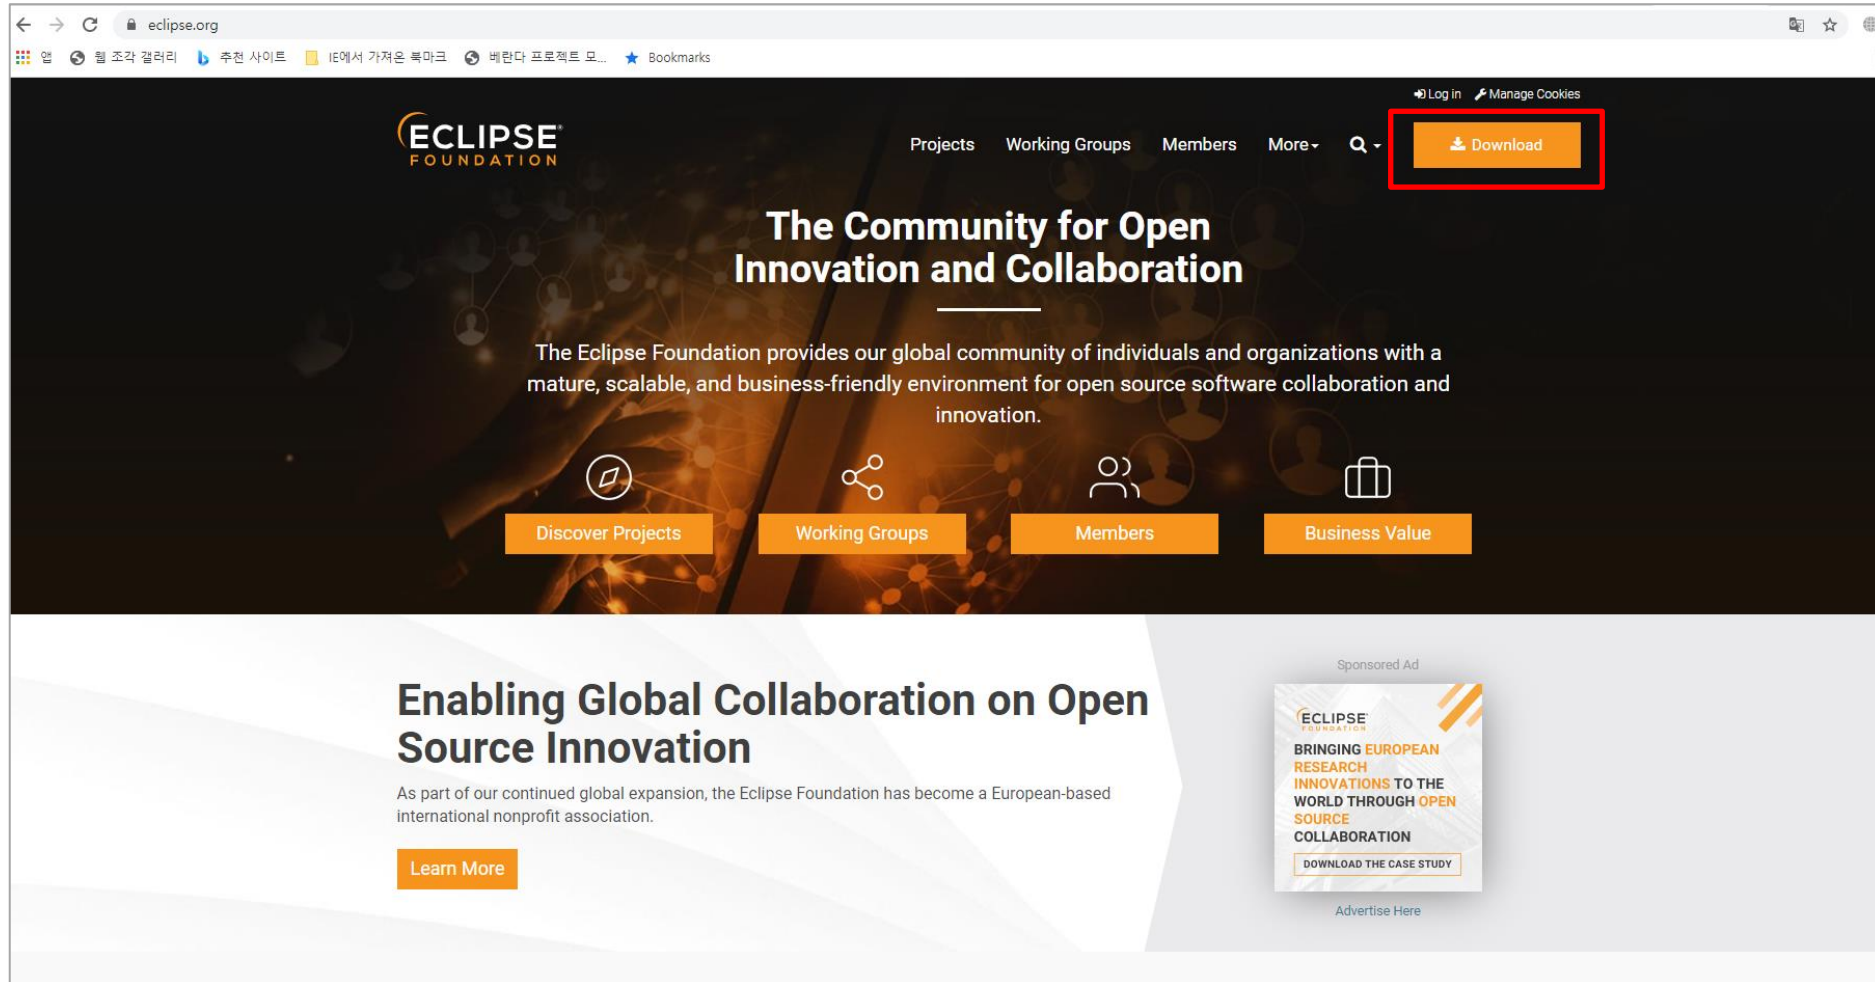 eclipse.org
앱 웹 조각 갤러리 추천 사이트 IE에서 가져온 북마크 베란다 프로젝트 모... Bookmarks
Log in Manage Cookies
ECLIPSE
FOUNDATION
Projects Working Groups Members More Download
The Community for Open
Innovation and Collaboration
The Eclipse Foundation provides our global community of individuals and organizations with a
mature, scalable, and business-friendly environment for open source software collaboration and
innovation.
Discover Projects Working Groups Members Business Value
Enabling Global Collaboration on Open
Source Innovation
As part of our continued global expansion, the Eclipse Foundation has become a European-based
international nonprofit association.
Learn More
Sponsored Ad
ECLIPSE
FOUNDATION
BRINGING EUROPEAN
RESEARCH
INNOVATIONS TO THE
WORLD THROUGH OPEN
SOURCE
COLLABORATION
DOWNLOAD THE CASE STUDY
Advertise Here